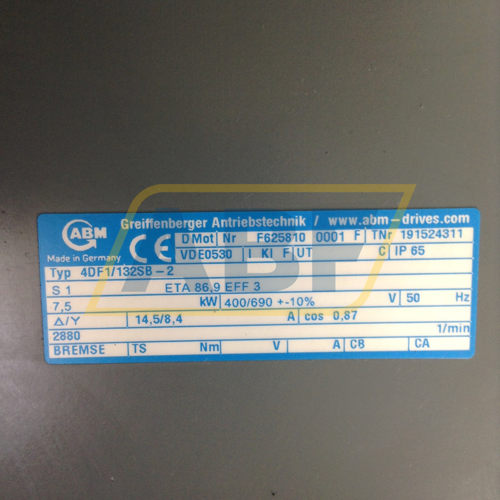 ABM
Greiffenberger Antriebstechnik / www.abm-drives.com
Made in Germany
CE
D Mot Nr F625810 0001 F TNr 191524311
VDE0530 I Kl F UT C IP 65
Typ 4DF1/132SB-2
S 1 ETA 86,9 EFF 3
7,5 kW 400/690 +-10% V 50 Hz
Δ/Y 14,5/8,4 A cos 0,87
2880 1/min
BREMSE TS Nm V A CB CA
ABF